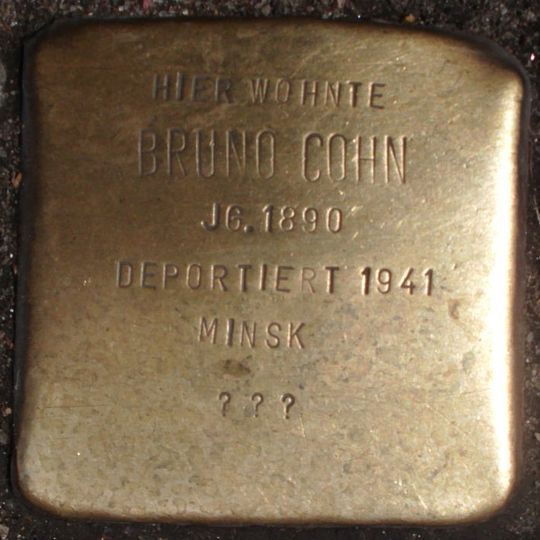 HIER WOHNTE
BRUNO COHN
JG. 1890
DEPORTIERT 1941
MINSK
? ? ?